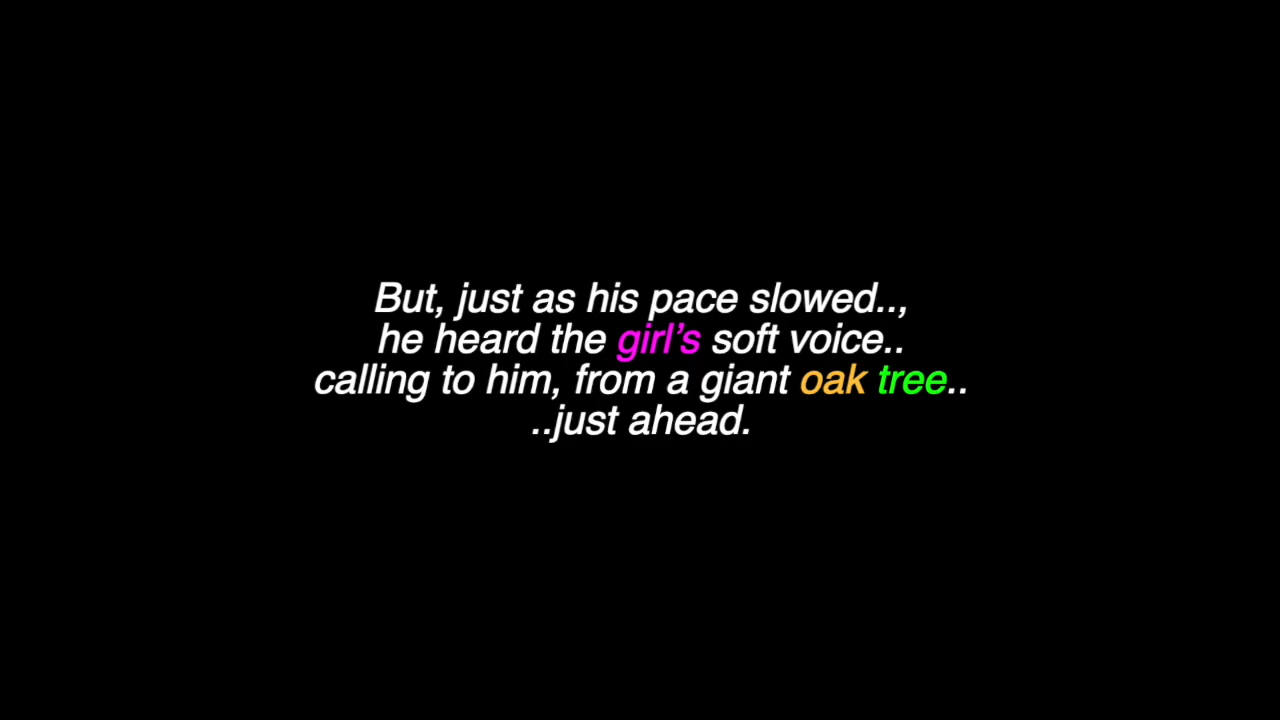 But, just as his pace slowed..,
he heard the girl’s soft voice..
calling to him, from a giant oak tree..
..just ahead.